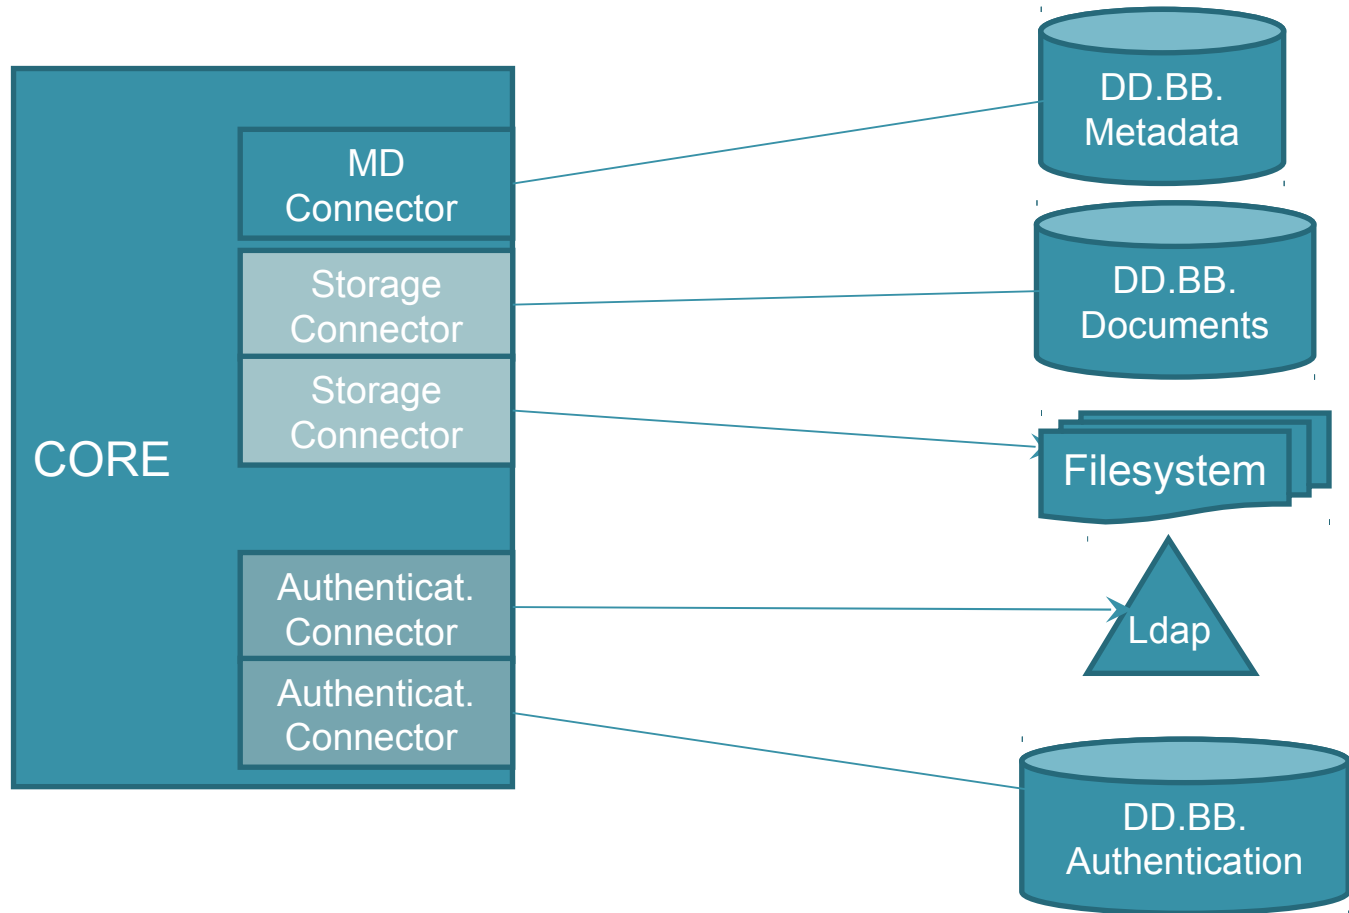 CORE
MD
Connector
Storage
Connector
Storage
Connector
Authenticat.
Connector
Authenticat.
Connector
DD.BB.
Metadata
DD.BB.
Documents
Filesystem
Ldap
DD.BB.
Authentication